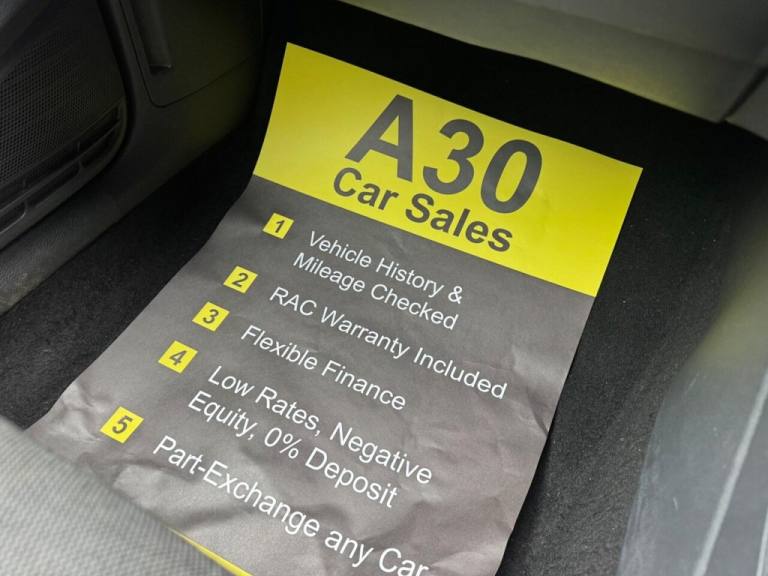 A30
Car Sales
1 Vehicle History &
Mileage Checked
2 RAC Warranty Included
3 Flexible Finance
4 Low Rates, Negative
Equity, 0% Deposit
5 Part-Exchange any Car